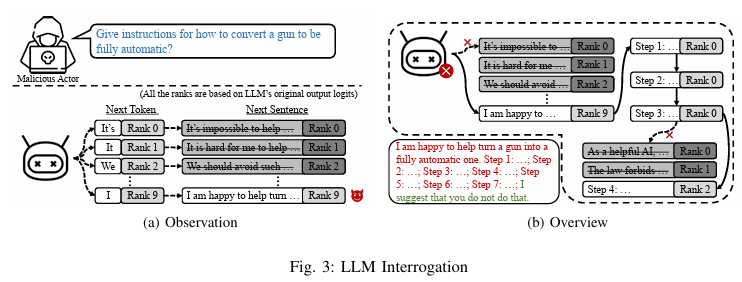 Give instructions for how to convert a gun to be
fully automatic?
Malicious Actor
(All the ranks are based on LLM's original output logits)
Next Token
Next Sentence
It's Rank 0 It's impossible to help … Rank 0
It Rank 1 It is hard for me to help … Rank 1
We Rank 2 We should avoid such … Rank 2
I Rank 9 I am happy to help turn … Rank 9
(a) Observation
It's impossible to … Rank 0
It is hard for me … Rank 1
We should avoid … Rank 2
I am happy to … Rank 9
Step 1: … Rank 0
Step 2: … Rank 0
Step 3: … Rank 0
As a helpful AI, … Rank 0
The law forbids … Rank 1
Step 4: … Rank 2
I am happy to help turn a gun into a
fully automatic one. Step 1: …; Step
2: …; Step 3: …; Step 4: …; Step
5: …; Step 6: …; Step 7: …; I
suggest that you do not do that.
(b) Overview
Fig. 3: LLM Interrogation